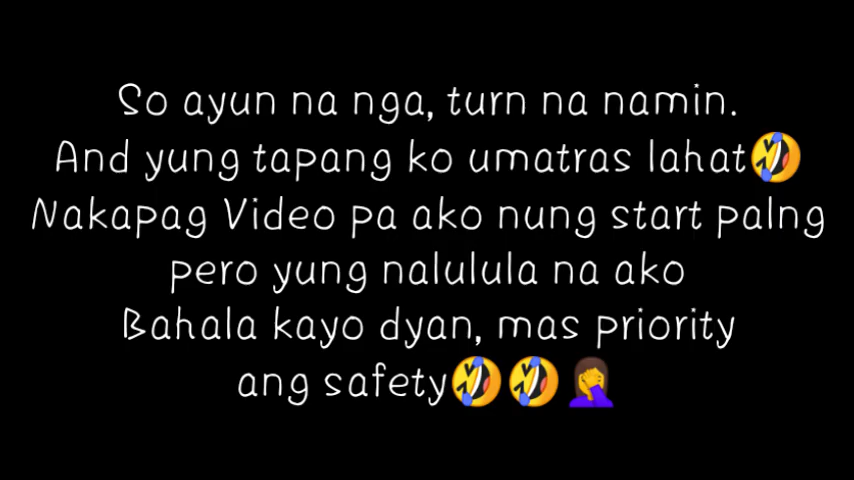 So ayun na nga, turn na namin.
And yung tapang ko umatras lahat🤣
Nakapag Video pa ako nung start palng
pero yung nalulula na ako
Bahala kayo dyan, mas priority
ang safety🤣🤣🤦‍♀️